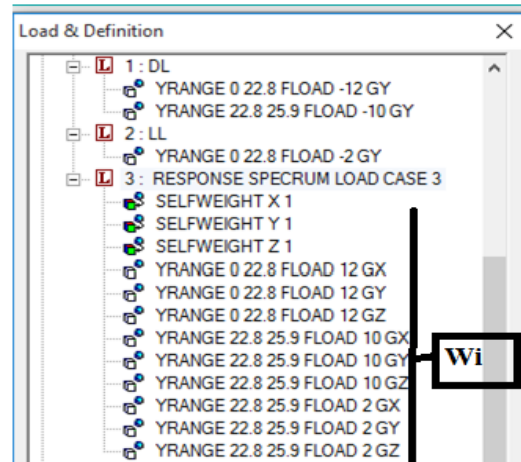 Load & Definition
L 1 : DL
YRANGE 0 22.8 FLOAD -12 GY
YRANGE 22.8 25.9 FLOAD -10 GY
L 2 : LL
YRANGE 0 22.8 FLOAD -2 GY
L 3 : RESPONSE SPECRUM LOAD CASE 3
SELFWEIGHT X 1
SELFWEIGHT Y 1
SELFWEIGHT Z 1
YRANGE 0 22.8 FLOAD 12 GX
YRANGE 0 22.8 FLOAD 12 GY
YRANGE 0 22.8 FLOAD 12 GZ
YRANGE 22.8 25.9 FLOAD 10 GX
YRANGE 22.8 25.9 FLOAD 10 GY
Wi
YRANGE 22.8 25.9 FLOAD 10 GZ
YRANGE 22.8 25.9 FLOAD 2 GX
YRANGE 22.8 25.9 FLOAD 2 GY
YRANGE 22.8 25.9 FLOAD 2 GZ